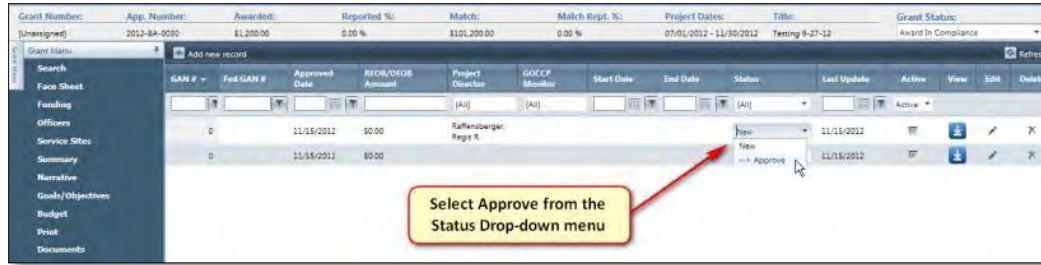 Grant Number: App. Number: Awarded: Reported %: Match: Match Rept. %: Project Dates: Title: Grant Status:
[Unassigned] 2012-BA-0030 $1,200.00 0.00 % $101,200.00 0.00 % 07/01/2012 - 11/30/2012 Testing 9-27-12 Award In Compliance
Grant Menu Add new record Refres
GAN # Fed GAN # Approved Date REOB/DEOB Amount Project Director GOCCP Monitor Start Date End Date Status Last Update Active View Edit Delet
[All] [All] [All] Active
0 11/15/2012 $0.00 Raffensberger, Regis R New 11/15/2012
New
--> Approve
0 11/15/2012 $0.00 11/15/2012
Search
Face Sheet
Funding
Officers
Service Sites
Summary
Narrative
Goals/Objectives
Budget
Print
Documents
Select Approve from the
Status Drop-down menu